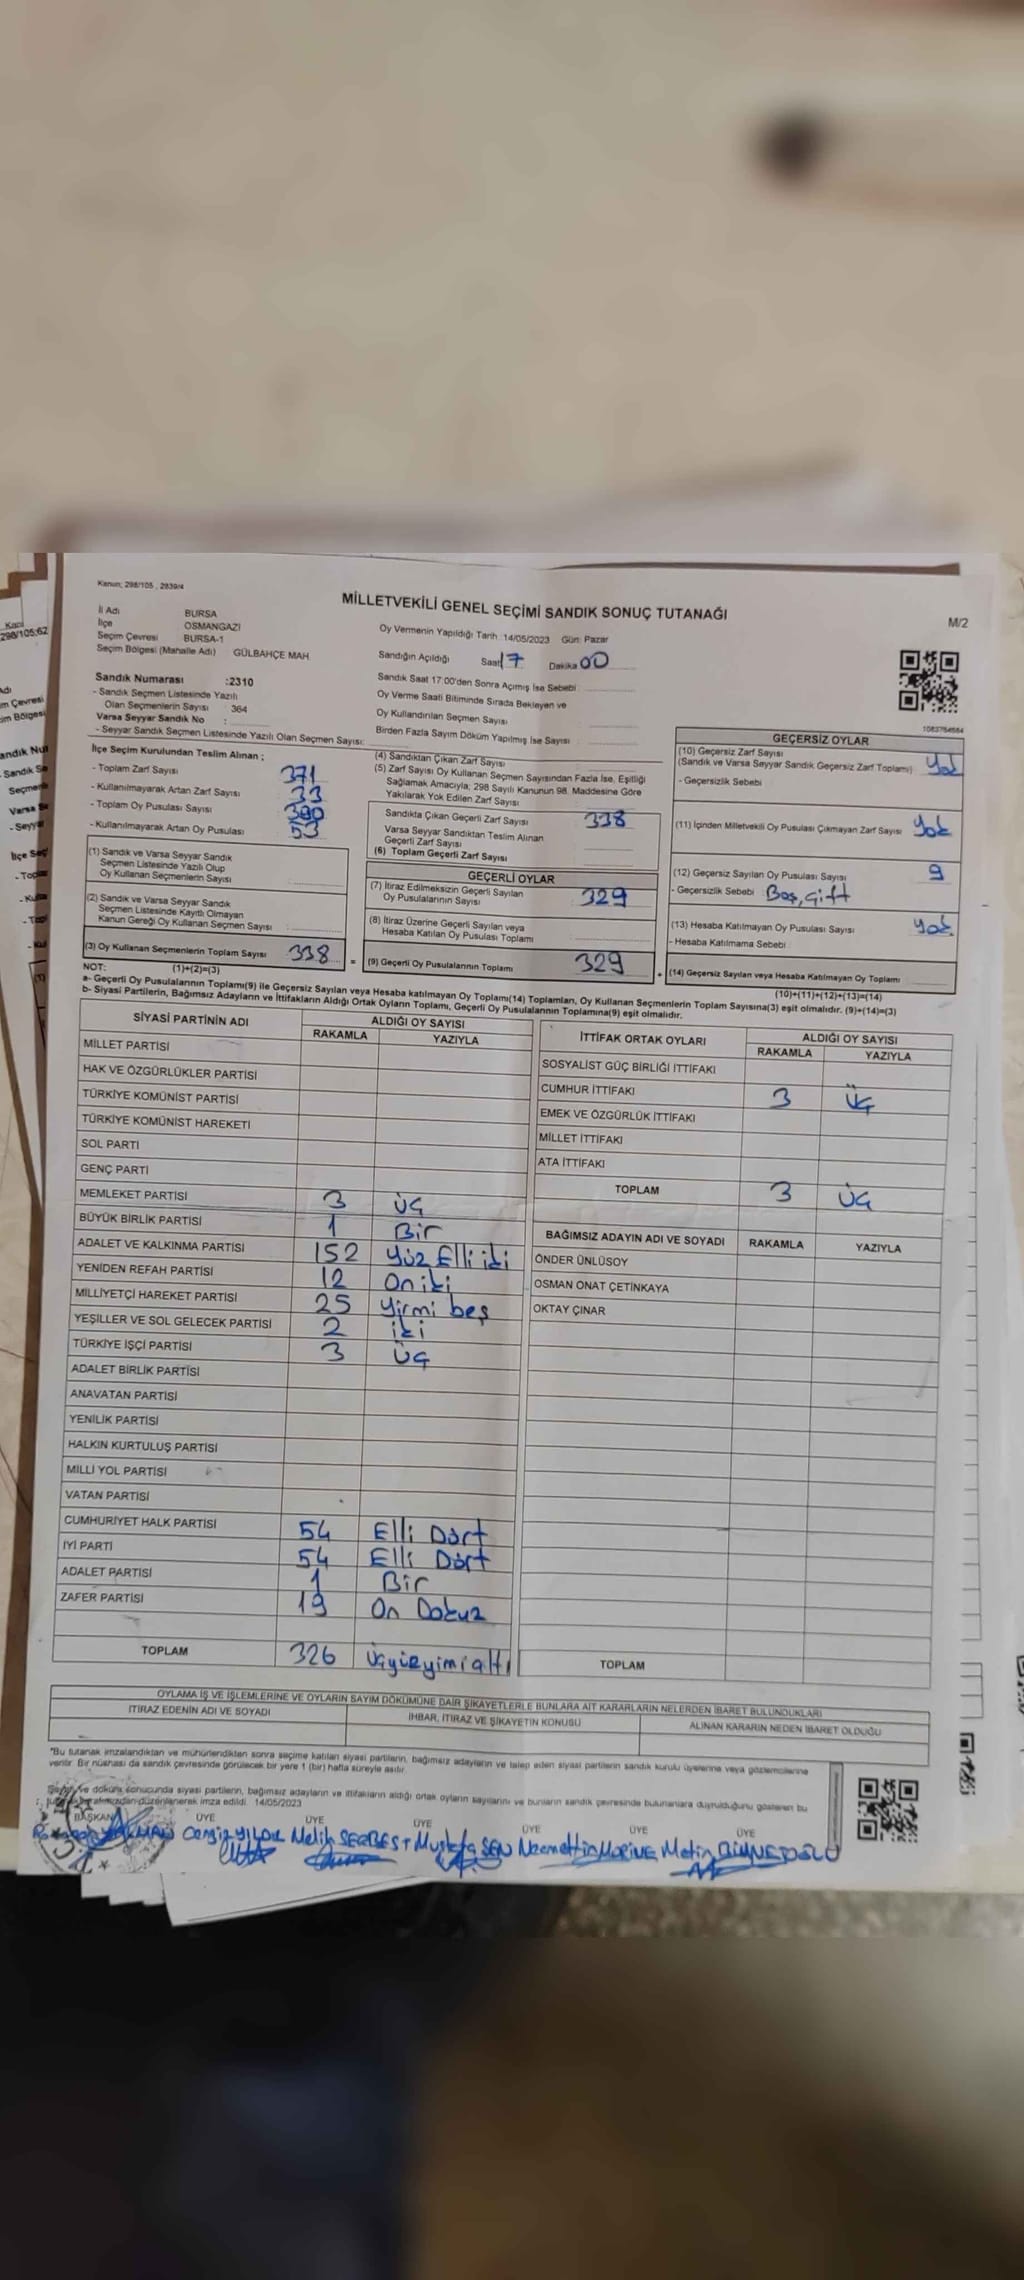 Kanun; 298/105 , 2839/4
MİLLETVEKİLİ GENEL SEÇİMİ SANDIK SONUÇ TUTANAĞI
M/2
İl Adı BURSA
İlçe OSMANGAZİ
Seçim Çevresi BURSA-1
Seçim Bölgesi (Mahalle Adı) GÜLBAHÇE MAH.
Oy Vermenin Yapıldığı Tarih: 14/05/2023 Gün: Pazar
Sandığın Açıldığı Saat 17 Dakika 00
Sandık Saat 17:00'den Sonra Açılmış İse Sebebi :
Oy Verme Saati Bitiminde Sırada Bekleyen ve
Oy Kullandırılan Seçmen Sayısı
Birden Fazla Sayım Döküm Yapılmış İse Sayısı :
Sandık Numarası :2310
- Sandık Seçmen Listesinde Yazılı
Olan Seçmenlerin Sayısı : 364
Varsa Seyyar Sandık No :
- Seyyar Sandık Seçmen Listesinde Yazılı Olan Seçmen Sayısı:
İlçe Seçim Kurulundan Teslim Alınan ;
- Toplam Zarf Sayısı 371
- Kullanılmayarak Artan Zarf Sayısı 33
- Toplam Oy Pusulası Sayısı
- Kullanılmayarak Artan Oy Pusulası 53
(1) Sandık ve Varsa Seyyar Sandık
Seçmen Listesinde Yazılı Olup
Oy Kullanan Seçmenlerin Sayısı :
(2) Sandık ve Varsa Seyyar Sandık
Seçmen Listesinde Kayıtlı Olmayan
Kanun Gereği Oy Kullanan Seçmen Sayısı :
(3) Oy Kullanan Seçmenlerin Toplam Sayısı 338
(1)+(2)=(3)
(4) Sandıktan Çıkan Zarf Sayısı
(5) Zarf Sayısı Oy Kullanan Seçmen Sayısından Fazla İse, Eşitliği
Sağlamak Amacıyla; 298 Sayılı Kanunun 98. Maddesine Göre
Yakılarak Yok Edilen Zarf Sayısı :
Sandıkta Çıkan Geçerli Zarf Sayısı 338
Varsa Seyyar Sandıktan Teslim Alınan
Geçerli Zarf Sayısı
(6) Toplam Geçerli Zarf Sayısı
GEÇERLİ OYLAR
(7) İtiraz Edilmeksizin Geçerli Sayılan
Oy Pusulalarının Sayısı 329
(8) İtiraz Üzerine Geçerli Sayılan veya
Hesaba Katılan Oy Pusulası Toplamı
(9) Geçerli Oy Pusulalarının Toplamı 329
GEÇERSİZ OYLAR
(10) Geçersiz Zarf Sayısı
(Sandık ve Varsa Seyyar Sandık Geçersiz Zarf Toplamı) Yok
- Geçersizlik Sebebi
(11) İçinden Milletvekili Oy Pusulası Çıkmayan Zarf Sayısı Yok
(12) Geçersiz Sayılan Oy Pusulası Sayısı 9
- Geçersizlik Sebebi Boş, Çift
(13) Hesaba Katılmayan Oy Pusulası Sayısı Yok
- Hesaba Katılmama Sebebi
(14) Geçersiz Sayılan veya Hesaba Katılmayan Oy Toplamı
(10)+(11)+(12)+(13)=(14)
NOT:
a- Geçerli Oy Pusulaları Toplamı(9) ile Geçersiz Sayılan veya Hesaba katılmayan Oy Toplamı(14) Toplamları, Oy Kullanan Seçmenlerin Toplam Sayısına(3) eşit olmalıdır. (9)+(14)=(3)
b- Siyasi Partilerin, Bağımsız Adayların ve İttifakların Aldığı Ortak Oyların Toplamı, Geçerli Oy Pusulalarının Toplamına(9) eşit olmalıdır.
SİYASİ PARTİNİN ADI ALDIĞI OY SAYISI
RAKAMLA YAZIYLA
MİLLET PARTİSİ
HAK VE ÖZGÜRLÜKLER PARTİSİ
TÜRKİYE KOMÜNİST PARTİSİ
TÜRKİYE KOMÜNİST HAREKETİ
SOL PARTİ
GENÇ PARTİ
MEMLEKET PARTİSİ 3 Üç
BÜYÜK BİRLİK PARTİSİ 1 Bir
ADALET VE KALKINMA PARTİSİ 152 Yüz Elli iki
YENİDEN REFAH PARTİSİ 12 On iki
MİLLİYETÇİ HAREKET PARTİSİ 25 Yirmi beş
YEŞİLLER VE SOL GELECEK PARTİSİ 2 iki
TÜRKİYE İŞÇİ PARTİSİ 3 Üç
ADALET BİRLİK PARTİSİ
ANAVATAN PARTİSİ
YENİLİK PARTİSİ
HALKIN KURTULUŞ PARTİSİ
MİLLİ YOL PARTİSİ
VATAN PARTİSİ
CUMHURİYET HALK PARTİSİ 54 Elli Dört
İYİ PARTİ 54 Elli Dört
ADALET PARTİSİ 1 Bir
ZAFER PARTİSİ 19 On Dokuz
TOPLAM 326 Üçyüzyimialtı
İTTİFAK ORTAK OYLARI ALDIĞI OY SAYISI
RAKAMLA YAZIYLA
SOSYALİST GÜÇ BİRLİĞİ İTTİFAKI
CUMHUR İTTİFAKI 3 Üç
EMEK VE ÖZGÜRLÜK İTTİFAKI
MİLLET İTTİFAKI
ATA İTTİFAKI
TOPLAM 3 Üç
BAĞIMSIZ ADAYIN ADI VE SOYADI RAKAMLA YAZIYLA
ÖNDER ÜNLÜSOY
OSMAN ONAT ÇETİNKAYA
OKTAY ÇINAR
TOPLAM
OYLAMA İŞ VE İŞLEMLERİNE VE OYLARIN SAYIM DÖKÜMÜNE DAİR ŞİKAYETLERLE BUNLARA AİT KARARLARIN NELERDEN İBARET BULUNDUKLARI
İTİRAZ EDENİN ADI VE SOYADI İHBAR, İTİRAZ VE ŞİKAYETİN KONUSU ALINAN KARARIN NEDEN İBARET OLDUĞU
"Bu tutanak imzalandıktan ve mühürlendikten sonra seçime katılan siyasi partilerin, bağımsız adayların ve talep eden siyasi partilerin sandık kurulu üyelerine veya gözlemcilerine
verilir. Bir nüshası da sandık çevresinde görülecek bir yere 1 (bir) hafta süreyle asılır.
Sayım ve döküm sonucunda siyasi partilerin, bağımsız adayların ve ittifakların aldığı ortak oyların sayılarını ve bunların sandık çevresinde bulunanlara duyrulduğunu gösteren bu
tarafımızdan düzenlenerek imza edildi. 14/05/2023
BAŞKAN ÜYE ÜYE ÜYE ÜYE ÜYE ÜYE
Cengiz YILDIZ Melih SERBEST Mustafa ŞEN Necmettin Metin